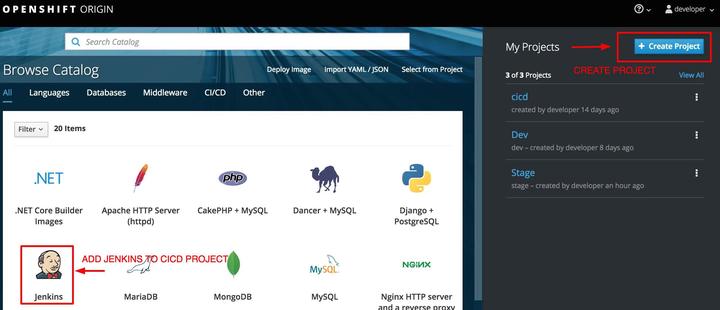 OPENSHIFT ORIGIN
developer
Search Catalog
Browse Catalog
Deploy Image Import YAML / JSON Select from Project
All Languages Databases Middleware CI/CD Other
Filter 20 Items
.NET
php
.NET Core Builder Images
Apache HTTP Server (httpd)
CakePHP + MySQL
Dancer + MySQL
Django + PostgreSQL
ADD JENKINS TO CICD PROJECT
MySQL
NGINX
Jenkins
MariaDB
MongoDB
MySQL
Nginx HTTP server and a reverse proxy
My Projects
+ Create Project
CREATE PROJECT
3 of 3 Projects View All
cicd
created by developer 14 days ago
Dev
dev – created by developer 8 days ago
Stage
stage – created by developer an hour ago